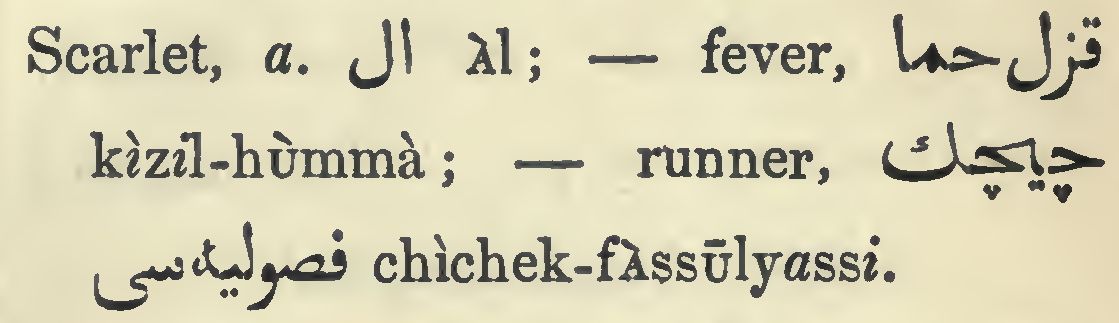 Scarlet, a. ال àl; — fever, قزل حما
kìzil-hùmmà; — runner, چیچك
فصولیه‌سی chìchek-fàssūlyassi.